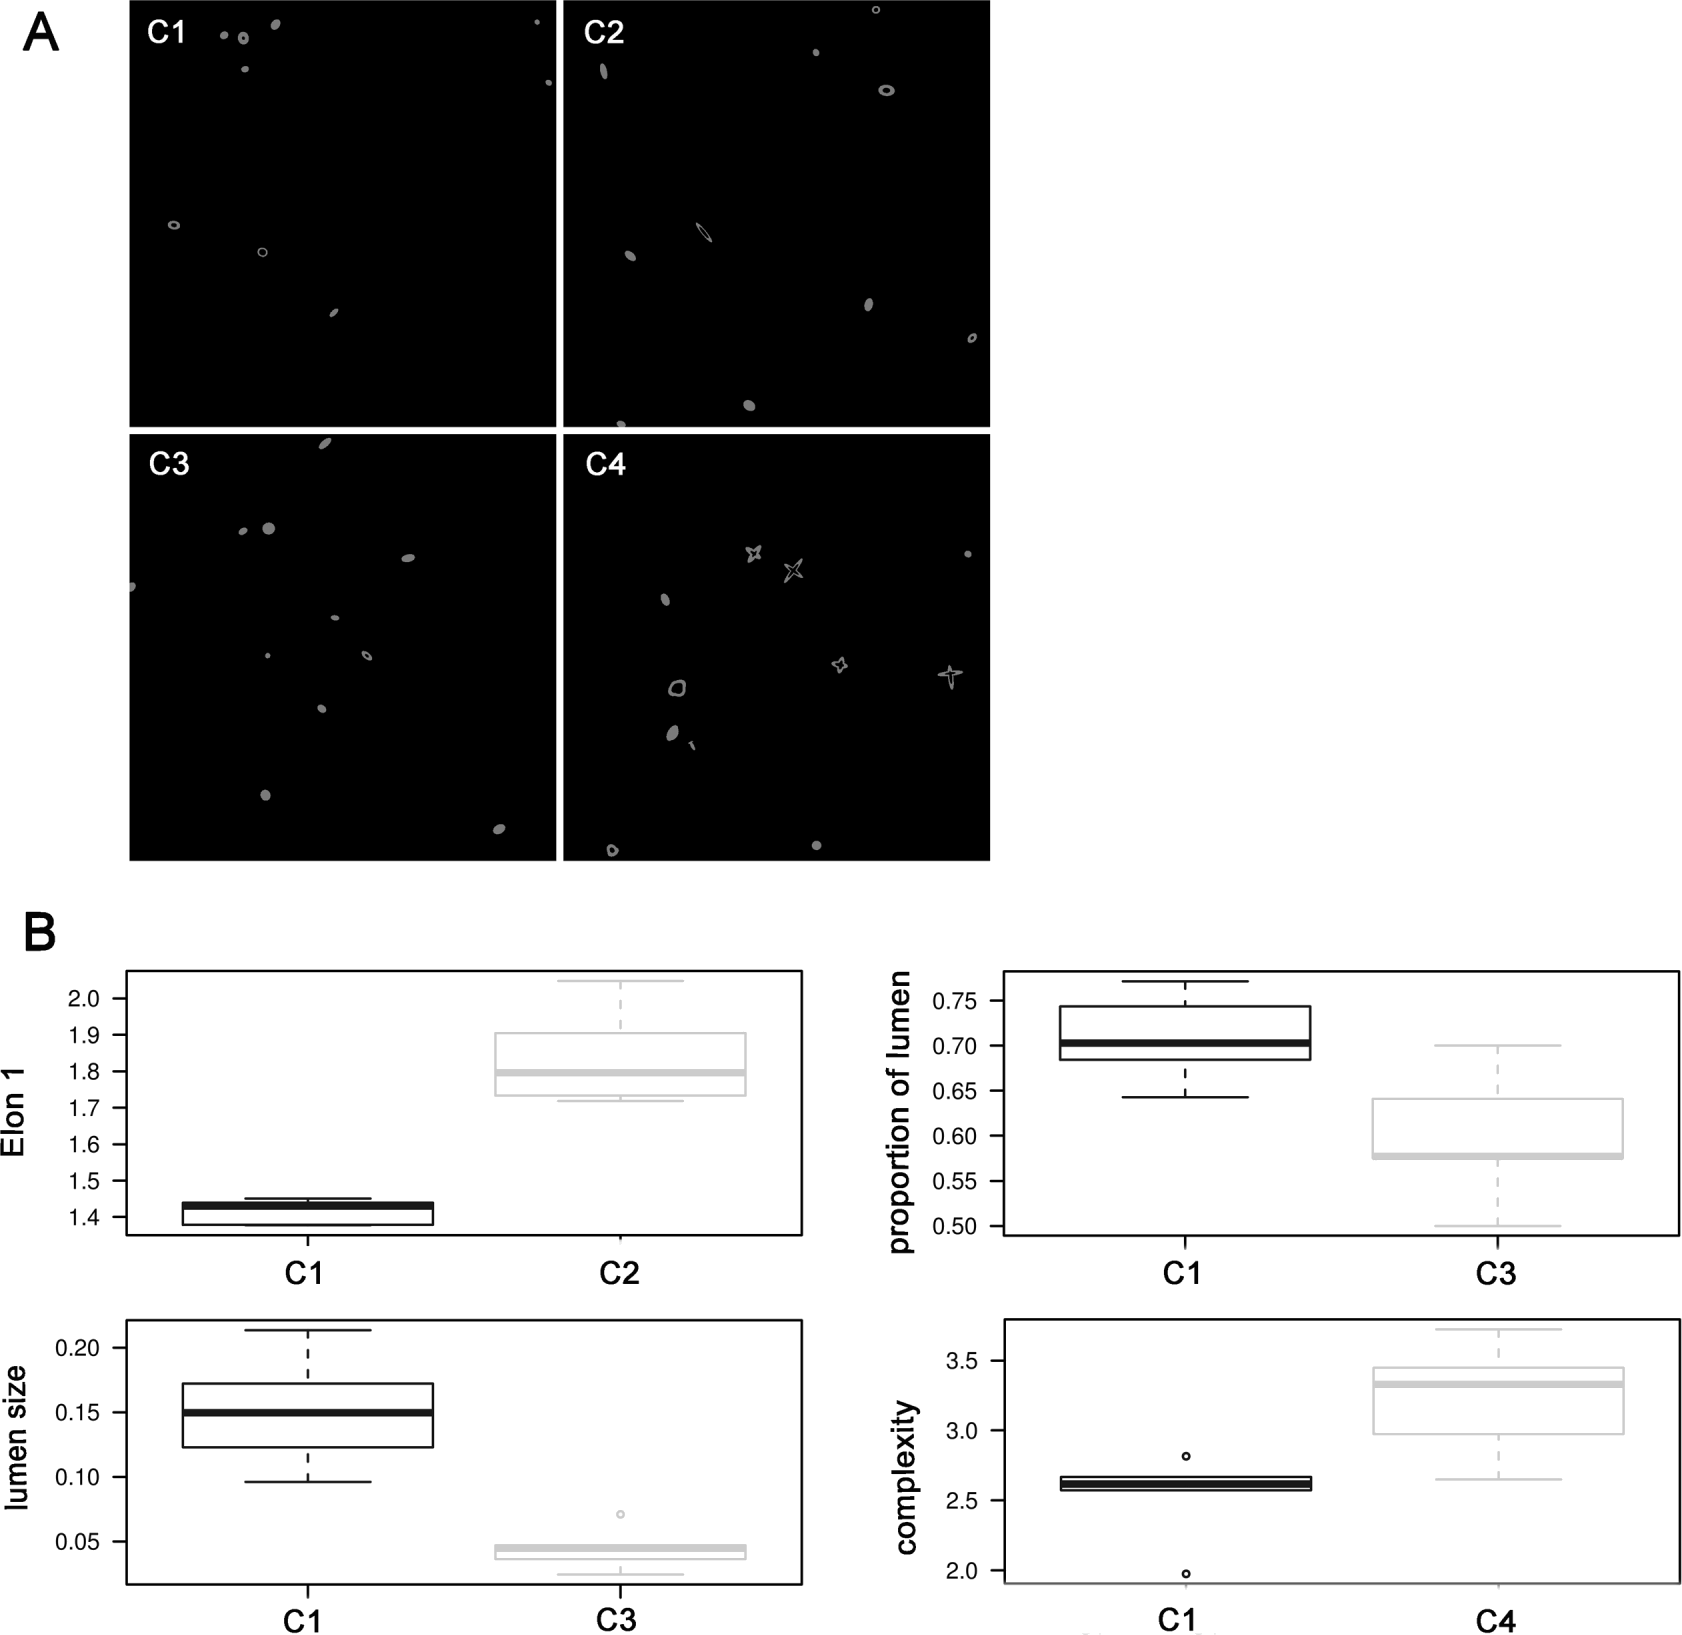 A
C1
C2
C3
C4
B
Elon 1
2.0
1.9
1.8
1.7
1.6
1.5
1.4
C1
C2
proportion of lumen
0.75
0.70
0.65
0.60
0.55
0.50
C1
C3
lumen size
0.20
0.15
0.10
0.05
C1
C3
complexity
3.5
3.0
2.5
2.0
C1
C4